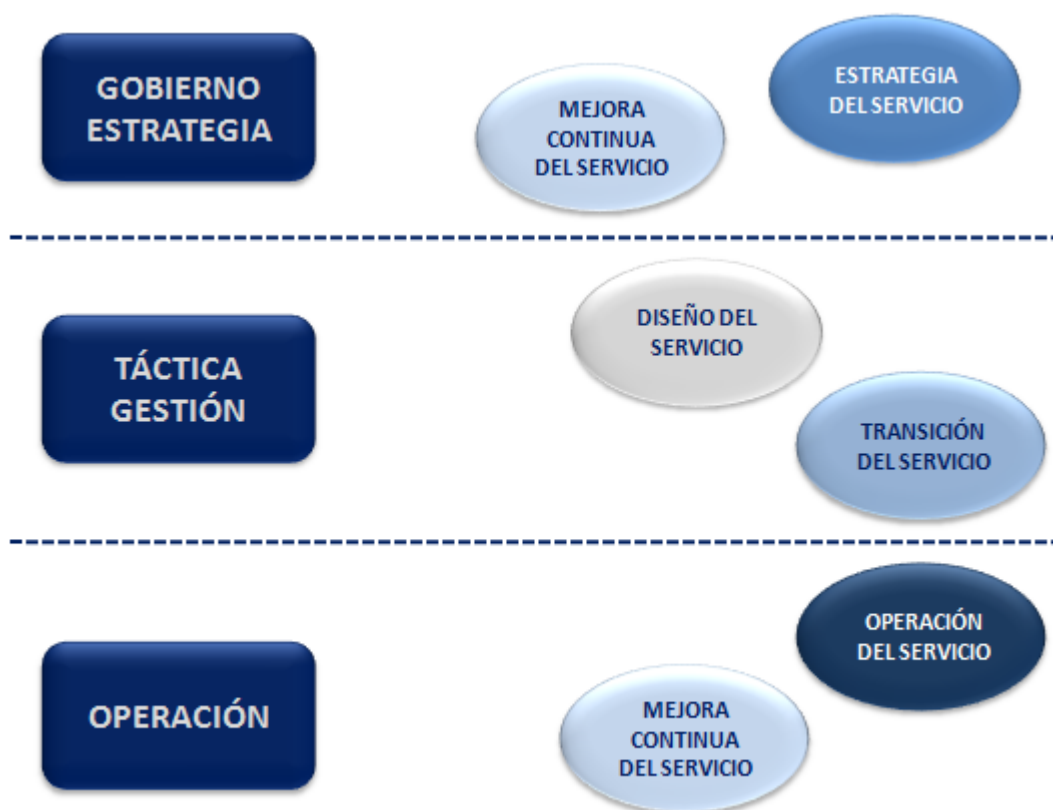 GOBIERNO
ESTRATEGIA
MEJORA
CONTINUA
DEL SERVICIO
ESTRATEGIA
DEL SERVICIO
TÁCTICA
GESTIÓN
DISEÑO DEL
SERVICIO
TRANSICIÓN
DEL SERVICIO
OPERACIÓN
MEJORA
CONTINUA
DEL SERVICIO
OPERACIÓN
DEL SERVICIO